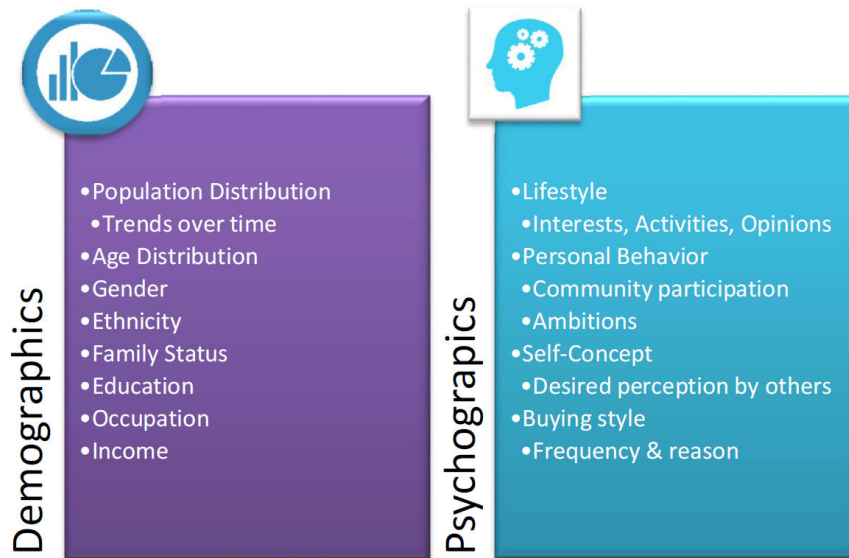 Demographics
•Population Distribution
•Trends over time
•Age Distribution
•Gender
•Ethnicity
•Family Status
•Education
•Occupation
•Income
Psychograpics
•Lifestyle
•Interests, Activities, Opinions
•Personal Behavior
•Community participation
•Ambitions
•Self-Concept
•Desired perception by others
•Buying style
•Frequency & reason